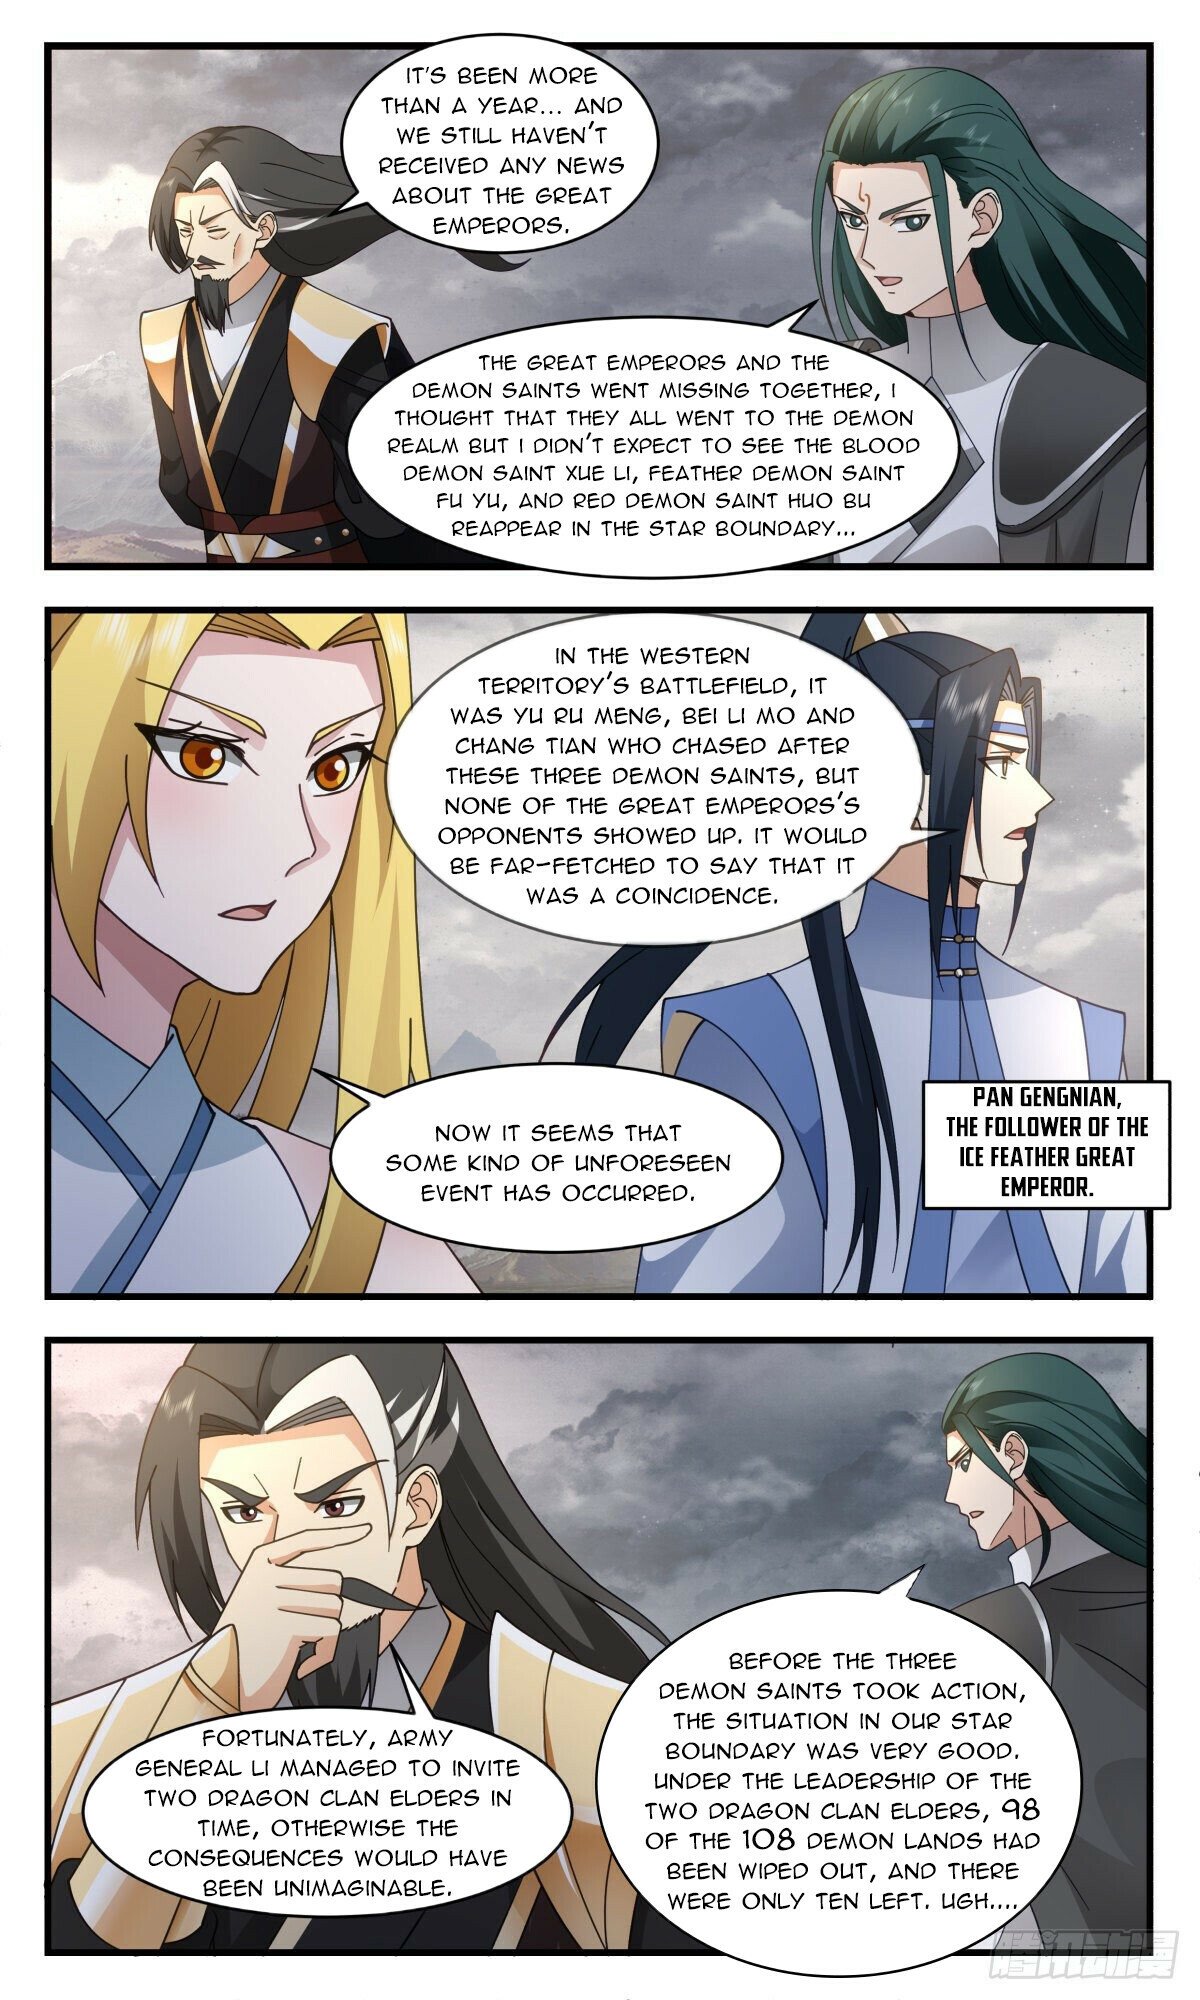 IT'S BEEN MORE
THAN A YEAR... AND
WE STILL HAVEN'T
RECEIVED ANY NEWS
ABOUT THE GREAT
EMPERORS.
THE GREAT EMPERORS AND THE
DEMON SAINTS WENT MISSING TOGETHER, I
THOUGHT THAT THEY ALL WENT TO THE DEMON
REALM BUT I DIDN'T EXPECT TO SEE THE BLOOD
DEMON SAINT XUE LI, FEATHER DEMON SAINT
FU YU, AND RED DEMON SAINT HUO BU
REAPPEAR IN THE STAR BOUNDARY...
IN THE WESTERN
TERRITORY'S BATTLEFIELD, IT
WAS YU RU MENG, BEI LI MO AND
CHANG TIAN WHO CHASED AFTER
THESE THREE DEMON SAINTS, BUT
NONE OF THE GREAT EMPERORS'S
OPPONENTS SHOWED UP. IT WOULD
BE FAR-FETCHED TO SAY THAT IT
WAS A COINCIDENCE.
PAN GENGNIAN,
THE FOLLOWER OF THE
ICE FEATHER GREAT
EMPEROR.
NOW IT SEEMS THAT
SOME KIND OF UNFORESEEN
EVENT HAS OCCURRED.
FORTUNATELY, ARMY
GENERAL LI MANAGED TO INVITE
TWO DRAGON CLAN ELDERS IN
TIME, OTHERWISE THE
CONSEQUENCES WOULD HAVE
BEEN UNIMAGINABLE.
BEFORE THE THREE
DEMON SAINTS TOOK ACTION,
THE SITUATION IN OUR STAR
BOUNDARY WAS VERY GOOD.
UNDER THE LEADERSHIP OF THE
TWO DRAGON CLAN ELDERS, 98
OF THE 108 DEMON LANDS HAD
BEEN WIPED OUT, AND THERE
WERE ONLY TEN LEFT. UGH....
腾讯动漫